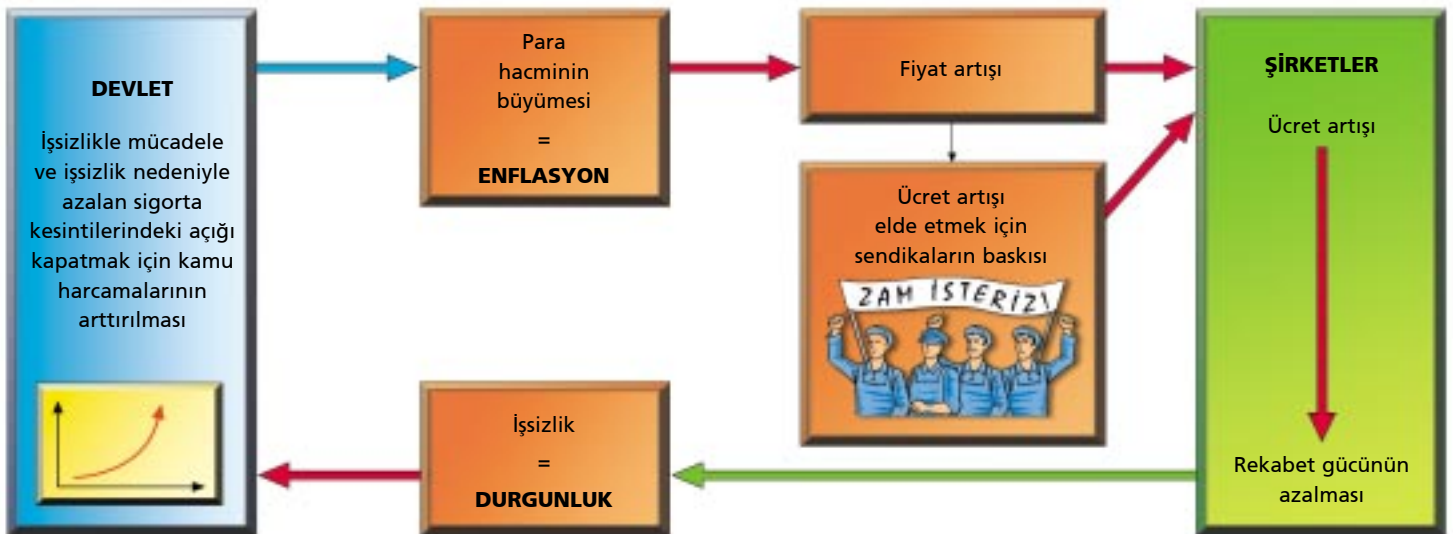 DEVLET
İşsizlikle mücadele
ve işsizlik nedeniyle
azalan sigorta
kesintilerindeki açığı
kapatmak için kamu
harcamalarının
arttırılması
Para
hacminin
büyümesi
=
ENFLASYON
Fiyat artışı
Ücret artışı
elde etmek için
sendikaların baskısı
ZAM İSTERİZ!
ŞİRKETLER
Ücret artışı
Rekabet gücünün
azalması
İşsizlik
=
DURGUNLUK